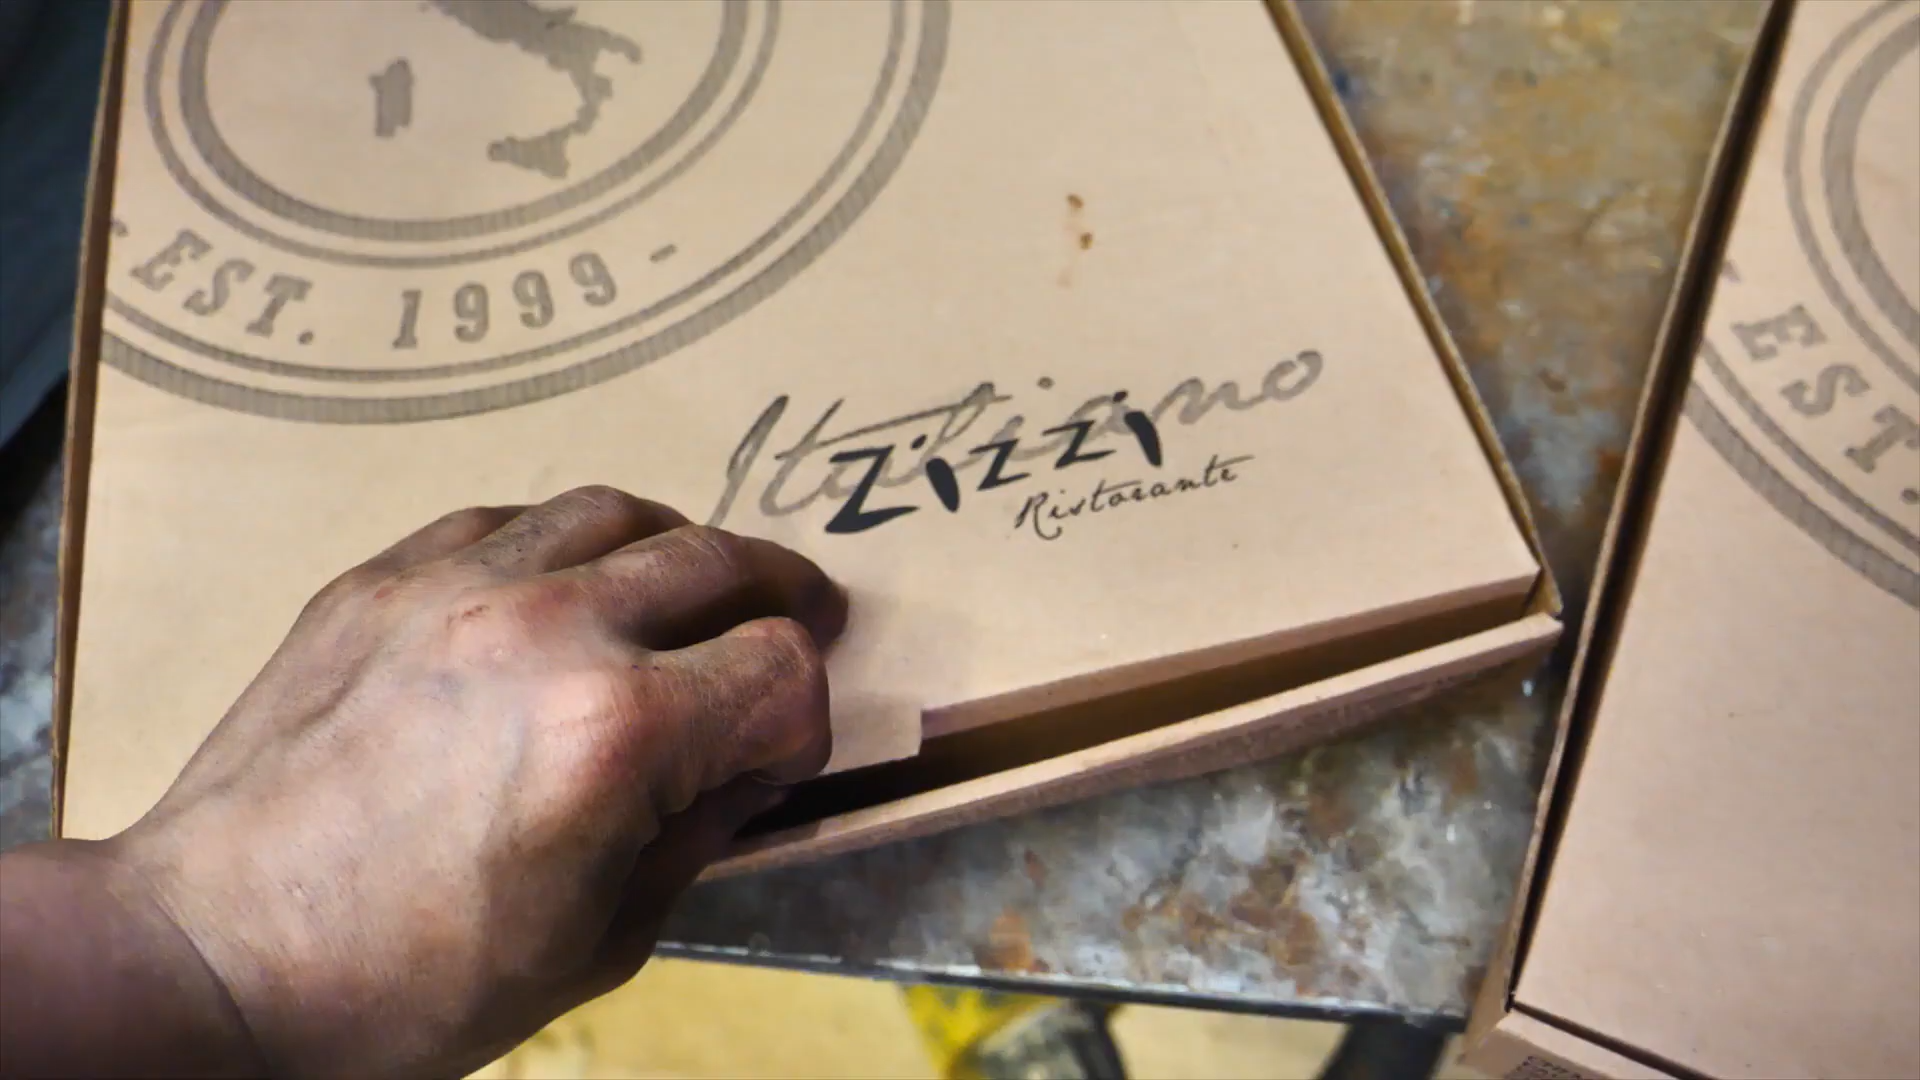 - EST. 1999 -
Italiano
Zizzi
Ristorante
- EST.